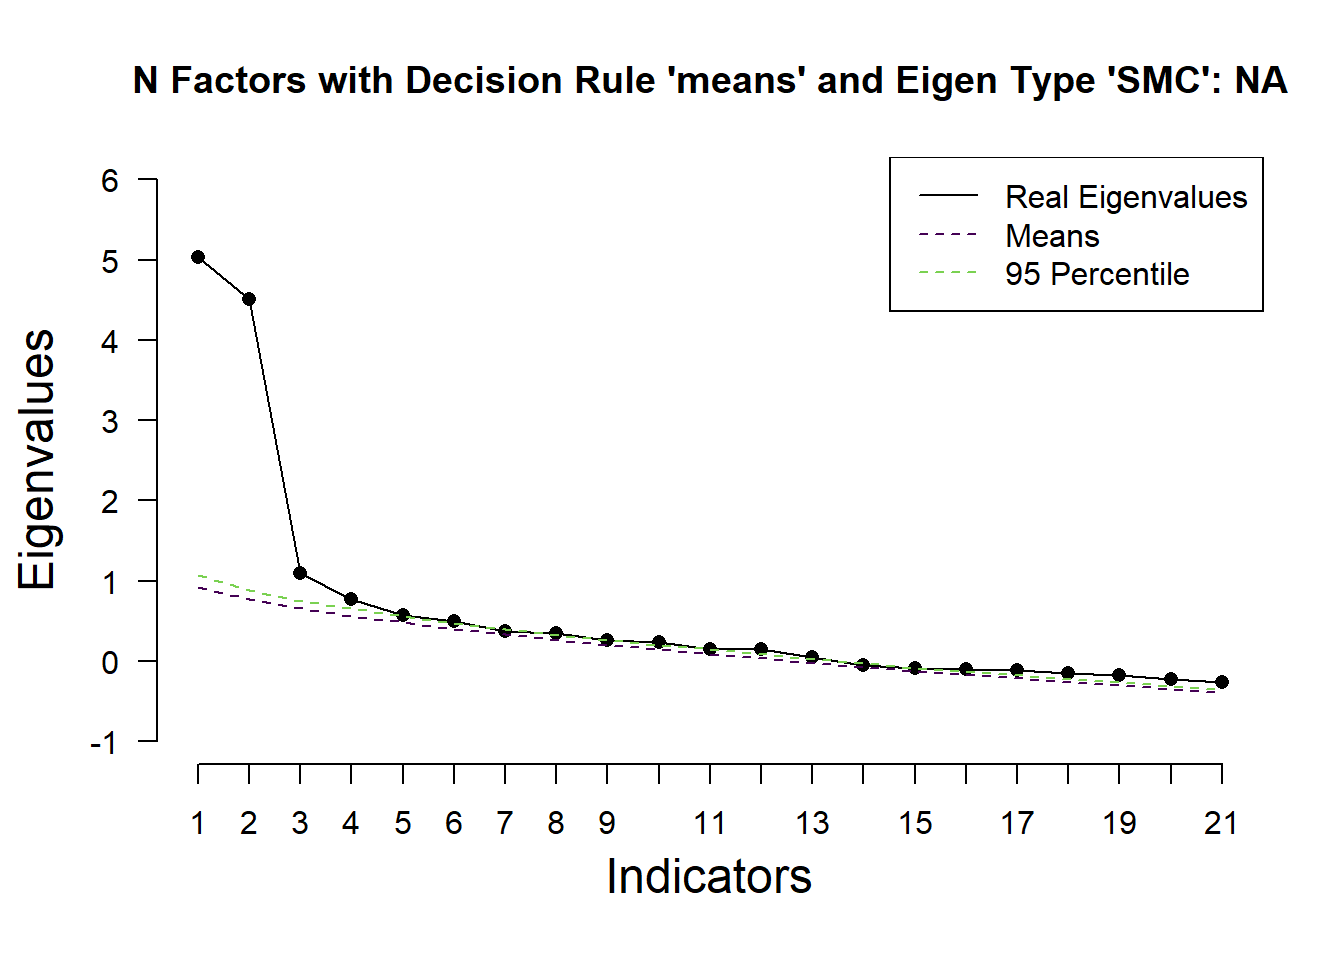 N Factors with Decision Rule 'means' and Eigen Type 'SMC': NA
Real Eigenvalues
Means
95 Percentile
Eigenvalues
6
5
4
3
2
1
0
-1
1 2 3 4 5 6 7 8 9 11 13 15 17 19 21
Indicators